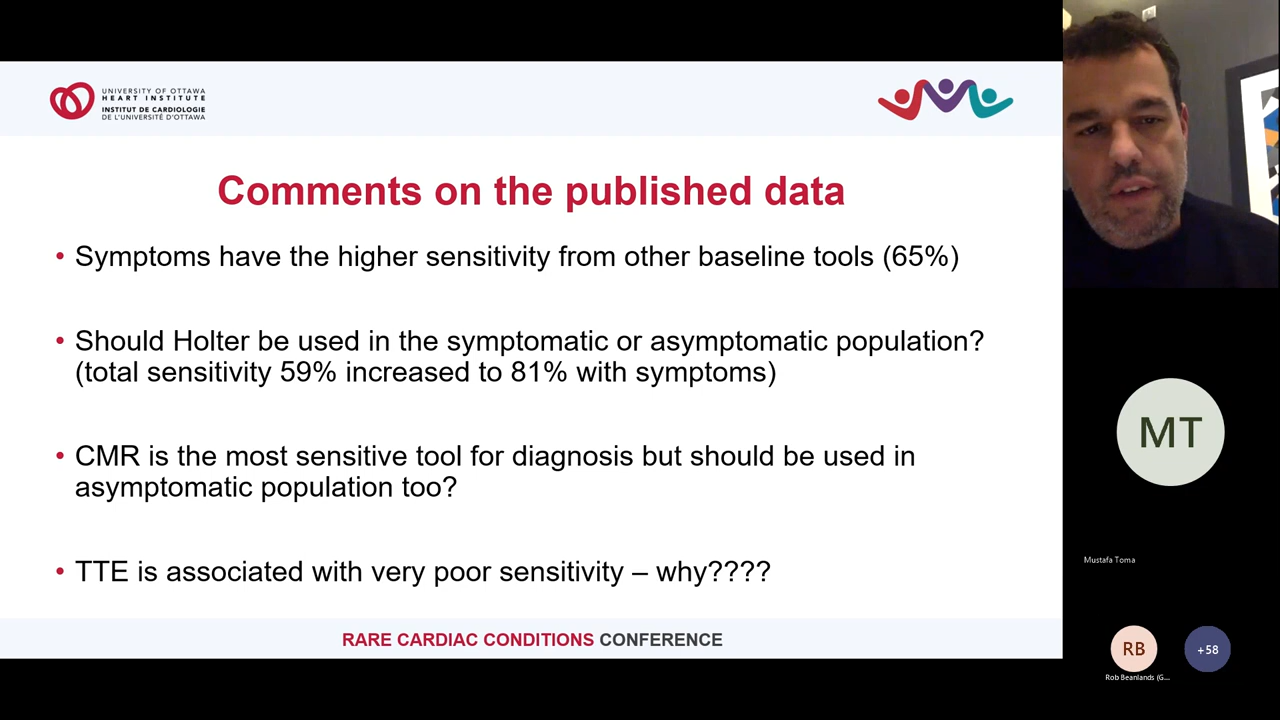 UNIVERSITY OF OTTAWA
HEART INSTITUTE
INSTITUT DE CARDIOLOGIE
DE L'UNIVERSITÉ D'OTTAWA
Comments on the published data
• Symptoms have the higher sensitivity from other baseline tools (65%)
• Should Holter be used in the symptomatic or asymptomatic population?
(total sensitivity 59% increased to 81% with symptoms)
• CMR is the most sensitive tool for diagnosis but should be used in
asymptomatic population too?
• TTE is associated with very poor sensitivity – why????
RARE CARDIAC CONDITIONS CONFERENCE
MT
Mustafa Toma
RB
+58
Rob Beanlands (G...